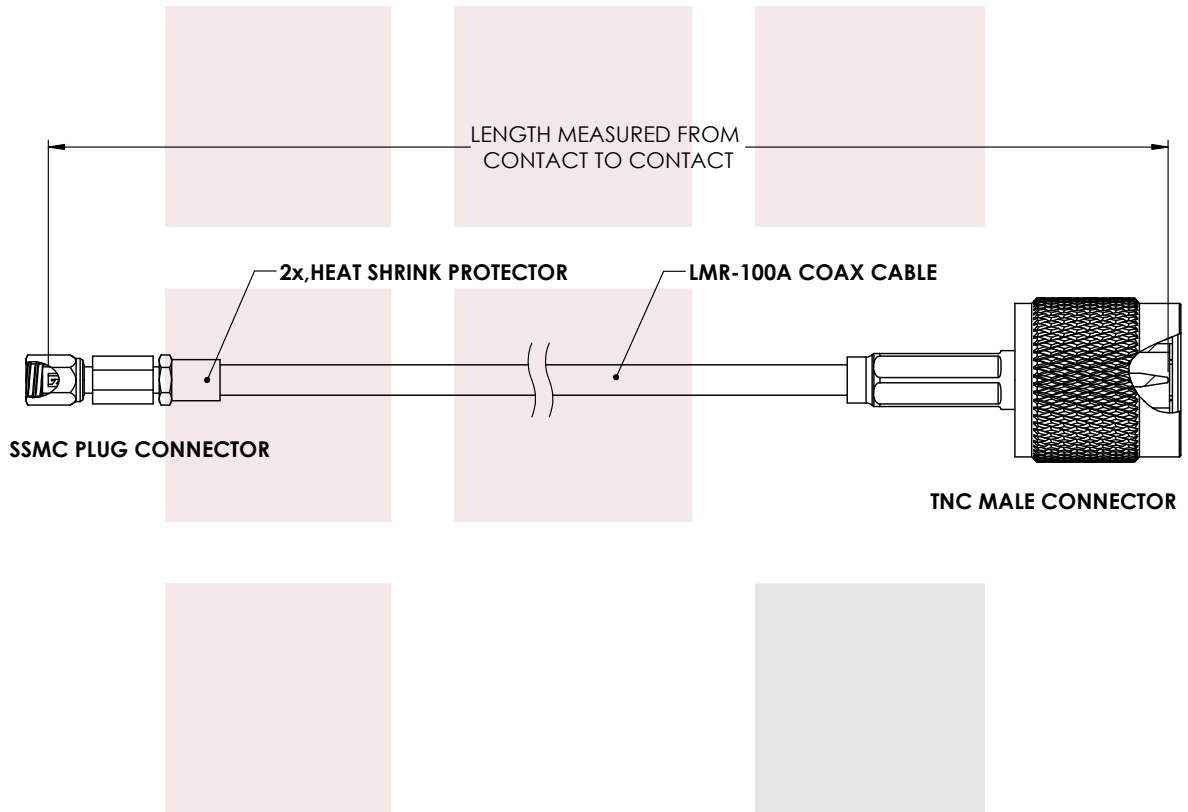 LENGTH MEASURED FROM
CONTACT TO CONTACT
2x,HEAT SHRINK PROTECTOR
LMR-100A COAX CABLE
SSMC PLUG CONNECTOR
TNC MALE CONNECTOR